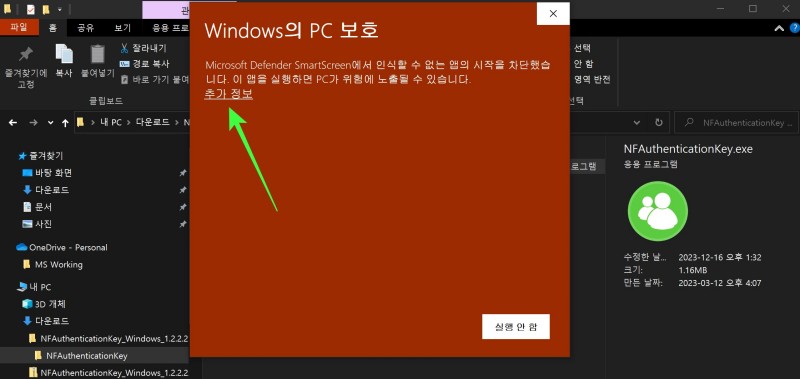 관
파일
홈
공유
보기
응용 프로
즐겨찾기에
고정
복사
붙여넣기
잘라내기
경로 복사
바로 가기 붙여
클립보드
선택
안 함
영역 반전
선택
Windows의 PC 보호
Microsoft Defender SmartScreen에서 인식할 수 없는 앱의 시작을 차단했습
니다. 이 앱을 실행하면 PC가 위험에 노출될 수 있습니다.
추가 정보
실행 안 함
내 PC > 다운로드 > N
NFAuthenticationKey ...
즐겨찾기
바탕 화면
다운로드
문서
사진
OneDrive - Personal
MS Working
내 PC
3D 개체
다운로드
NFAuthenticationKey_Windows_1.2.2.2
NFAuthenticationKey
NFAuthenticationKey_Windows_1.2.2.2
로그램
NFAuthenticationKey.exe
응용 프로그램
수정한 날... 2023-12-16 오후 1:32
크기: 1.16MB
만든 날짜: 2023-03-12 오후 4:07